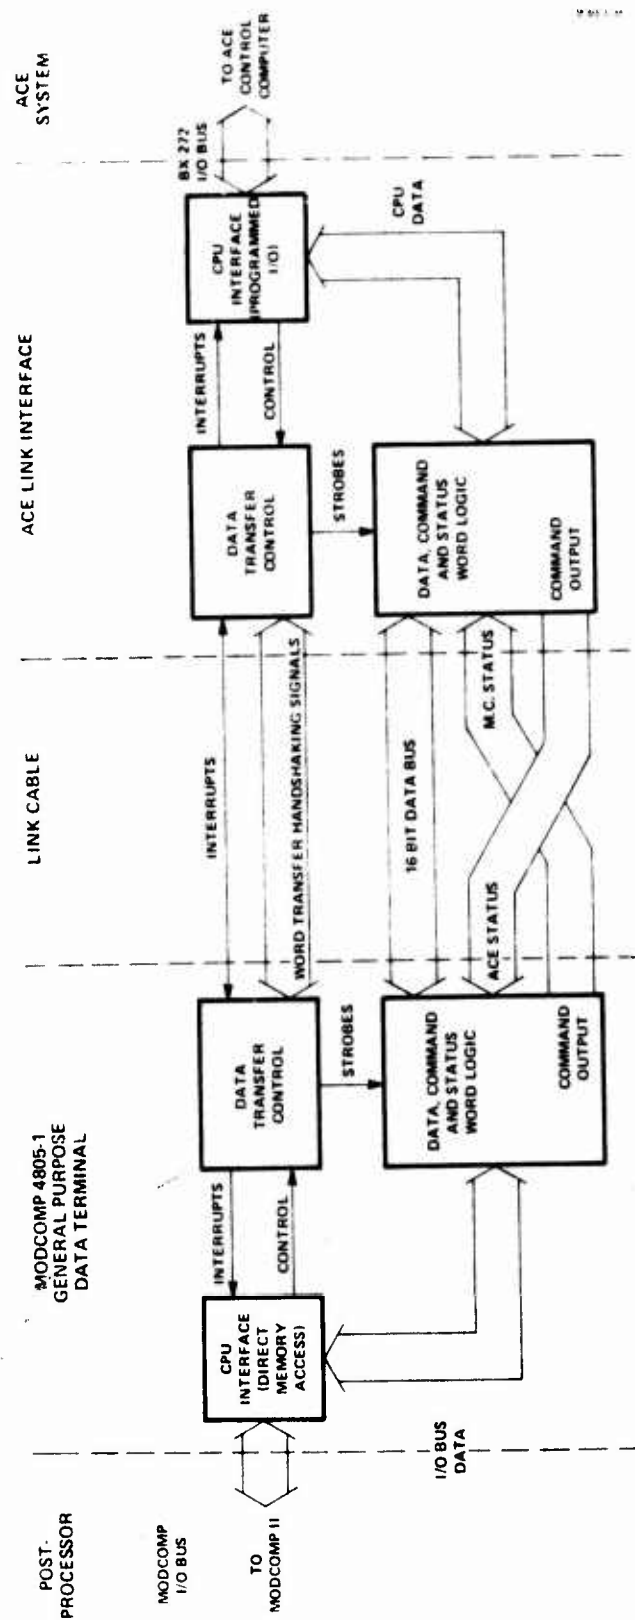 POST-
PROCESSOR
MODCOMP
I/O BUS
TO
MODCOMP II
MODCOMP 4805-1
GENERAL PURPOSE
DATA TERMINAL
CPU
INTERFACE
(DIRECT
MEMORY
ACCESS)
I/O BUS
DATA
INTERRUPTS
CONTROL
DATA
TRANSFER
CONTROL
STROBES
DATA, COMMAND
AND STATUS
WORD LOGIC
COMMAND
OUTPUT
LINK CABLE
INTERRUPTS
WORD TRANSFER HANDSHAKING SIGNALS
16 BIT DATA BUS
ACE STATUS
M.C. STATUS
ACE LINK INTERFACE
DATA
TRANSFER
CONTROL
STROBES
DATA, COMMAND
AND STATUS
WORD LOGIC
COMMAND
OUTPUT
INTERRUPTS
CONTROL
CPU
INTERFACE
(PROGRAMMED
I/O)
CPU
DATA
ACE
SYSTEM
BX 272
I/O BUS
TO ACE
CONTROL
COMPUTER